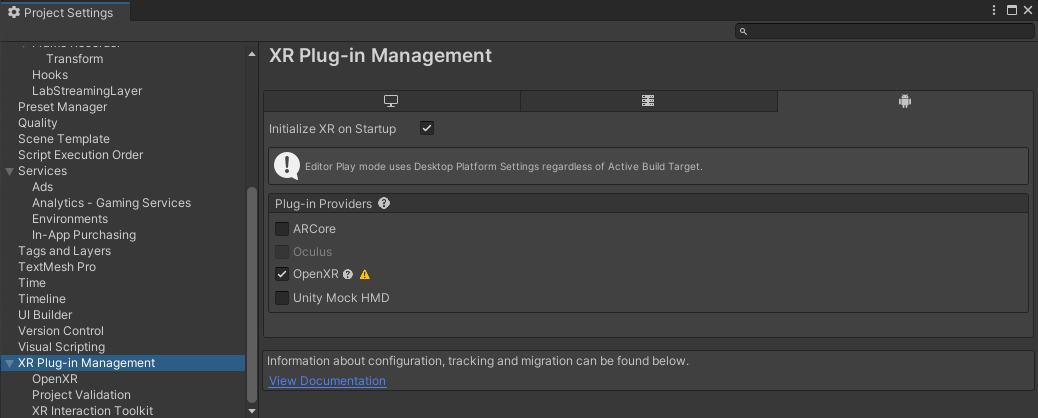 Project Settings
Transform
Hooks
LabStreamingLayer
Preset Manager
Quality
Scene Template
Script Execution Order
Services
Ads
Analytics - Gaming Services
Environments
In-App Purchasing
Tags and Layers
TextMesh Pro
Time
Timeline
UI Builder
Version Control
Visual Scripting
XR Plug-in Management
OpenXR
Project Validation
XR Interaction Toolkit
XR Plug-in Management
Initialize XR on Startup
Editor Play mode uses Desktop Platform Settings regardless of Active Build Target.
Plug-in Providers
ARCore
Oculus
OpenXR
Unity Mock HMD
Information about configuration, tracking and migration can be found below.
View Documentation